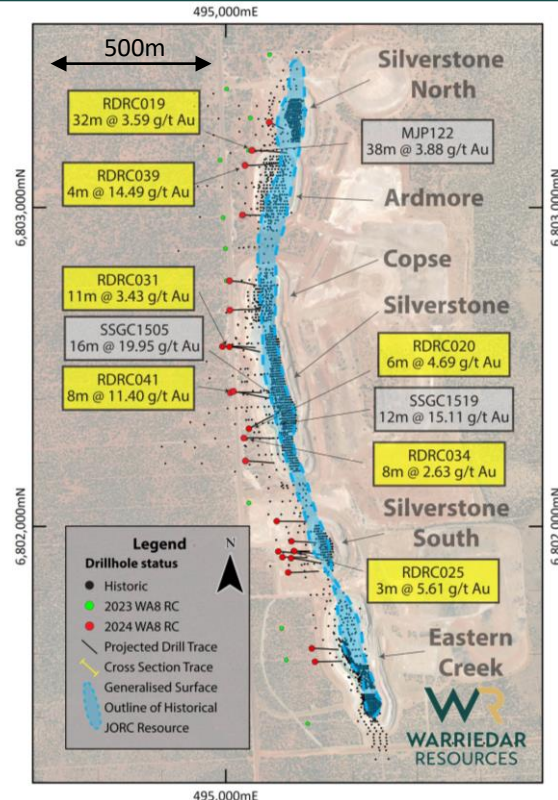 495,000mE
500m
Silverstone
North
RDRC019
32m @ 3.59 g/t Au
MJP122
38m @ 3.88 g/t Au
RDRC039
4m @ 14.49 g/t Au
Ardmore
6,803,000mN
6,803,000mN
Copse
RDRC031
11m @ 3.43 g/t Au
Silverstone
SSGC1505
16m @ 19.95 g/t Au
RDRC020
6m @ 4.69 g/t Au
RDRC041
8m @ 11.40 g/t Au
SSGC1519
12m @ 15.11 g/t Au
RDRC034
8m @ 2.63 g/t Au
Silverstone
South
6,802,000mN
6,802,000mN
RDRC025
3m @ 5.61 g/t Au
Eastern
Creek
Legend
N
Drillhole status
Historic
2023 WA8 RC
2024 WA8 RC
Projected Drill Trace
Cross Section Trace
Generalised Surface
Outline of Historical
JORC Resource
WR
WARRIEDAR
RESOURCES
495,000mE